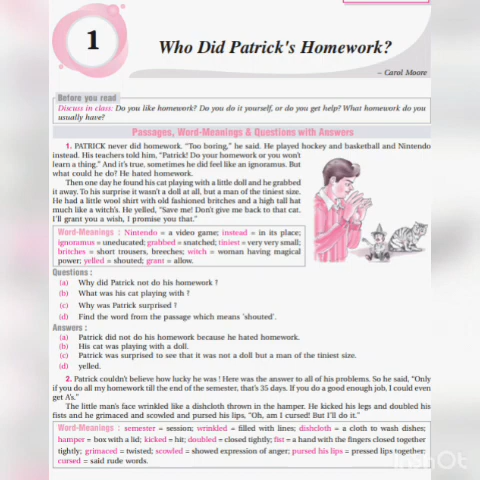 1
Who Did Patrick's Homework?
– Carol Moore
Before you read
Discuss in class: Do you like homework? Do you do it yourself, or do you get help? What homework do you
usually have?
Passages, Word-Meanings & Questions with Answers
1. PATRICK never did homework. "Too boring," he said. He played hockey and basketball and Nintendo
instead. His teachers told him, "Patrick! Do your homework or you won't
learn a thing." And it's true, sometimes he did feel like an ignoramus. But
what could he do? He hated homework.
Then one day he found his cat playing with a little doll and he grabbed
it away. To his surprise it wasn't a doll at all, but a man of the tiniest size.
He had a little wool shirt with old fashioned britches and a high tall hat
much like a witch's. He yelled, "Save me! Don't give me back to that cat.
I'll grant you a wish, I promise you that."
Word-Meanings : Nintendo = a video game; instead = in its place;
ignoramus = uneducated; grabbed = snatched; tiniest = very very small;
britches = short trousers, breeches; witch = woman having magical
power; yelled = shouted; grant = allow.
Questions :
(a) Why did Patrick not do his homework ?
(b) What was his cat playing with ?
(c) Why was Patrick surprised ?
(d) Find the word from the passage which means 'shouted'.
Answers :
(a) Patrick did not do his homework because he hated homework.
(b) His cat was playing with a doll.
(c) Patrick was surprised to see that it was not a doll but a man of the tiniest size.
(d) yelled.
2. Patrick couldn't believe how lucky he was ! Here was the answer to all of his problems. So he said, "Only
if you do all my homework till the end of the semester, that's 35 days. If you do a good enough job, I could even
get A's."
The little man's face wrinkled like a dishcloth thrown in the hamper. He kicked his legs and doubled his
fists and he grimaced and scowled and pursed his lips, "Oh, am I cursed! But I'll do it."
Word-Meanings : semester = session; wrinkled = filled with lines; dishcloth = a cloth to wash dishes;
hamper = box with a lid; kicked = hit; doubled = closed tightly; fist = a hand with the fingers closed together
tightly; grimaced = twisted; scowled = showed expression of anger; pursed his lips = pressed lips together;
cursed = said rude words.